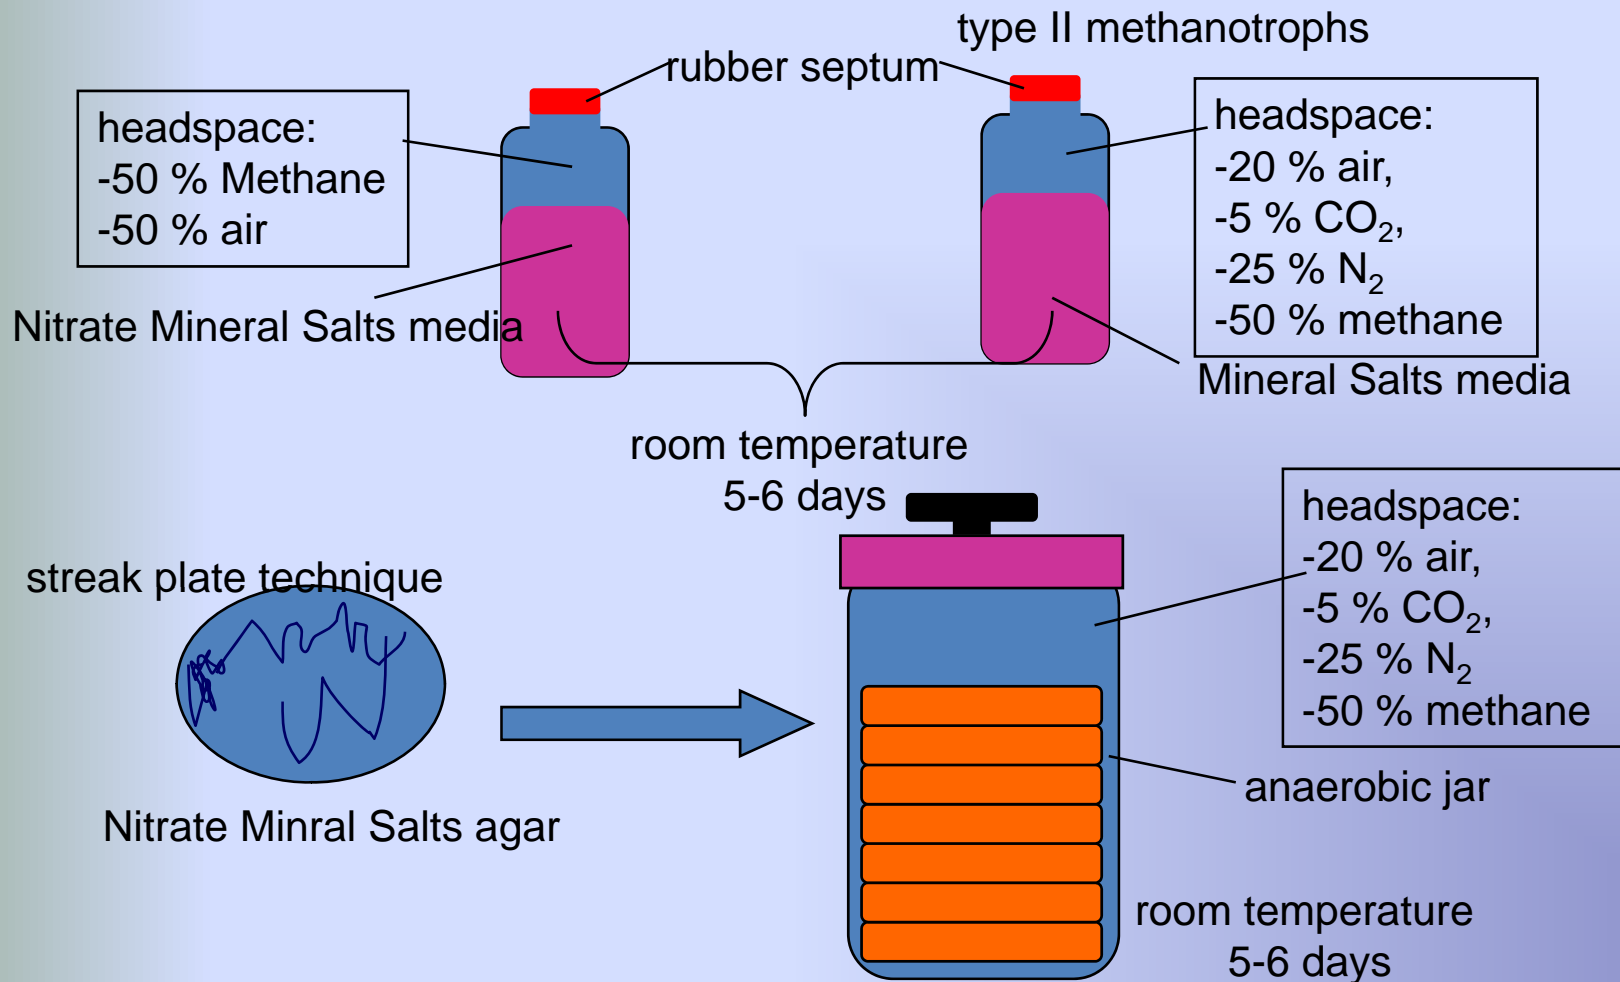 type II methanotrophs
rubber septum
headspace:
-50 % Methane
-50 % air
headspace:
-20 % air,
-5 % CO₂,
-25 % N₂
-50 % methane
Nitrate Mineral Salts media
Mineral Salts media
room temperature
5-6 days
streak plate technique
Nitrate Minral Salts agar
headspace:
-20 % air,
-5 % CO₂,
-25 % N₂
-50 % methane
anaerobic jar
room temperature
5-6 days